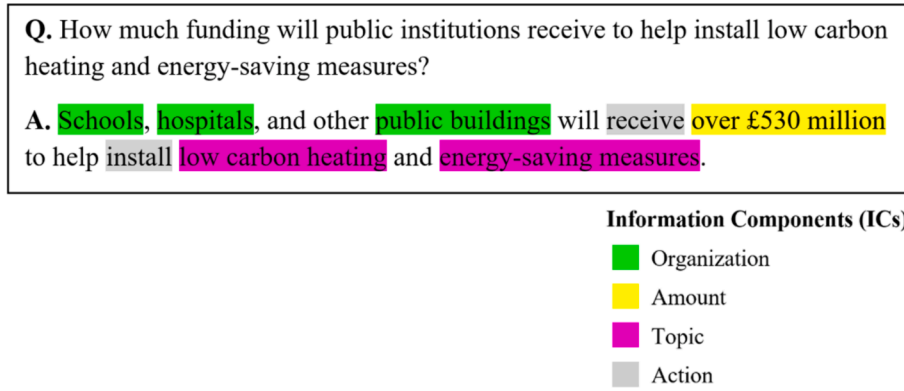 Q. How much funding will public institutions receive to help install low carbon
heating and energy-saving measures?
A. Schools, hospitals, and other public buildings will receive over £530 million
to help install low carbon heating and energy-saving measures.
Information Components (ICs)
Organization
Amount
Topic
Action